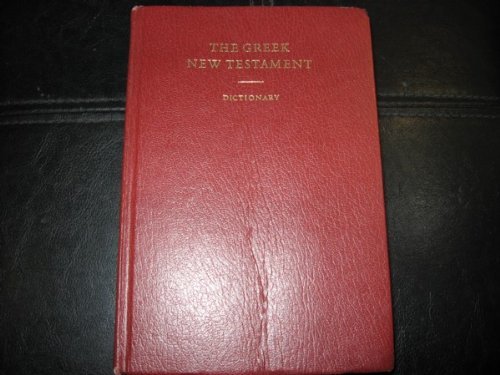 THE GREEK
NEW TESTAMENT
DICTIONARY